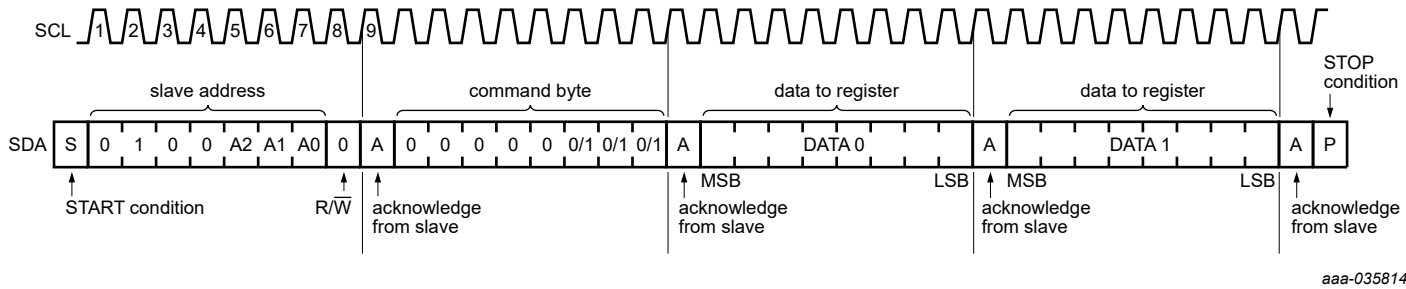 SCL 1 2 3 4 5 6 7 8 9
STOP
condition
slave address command byte data to register data to register
SDA S 0 1 0 0 A2 A1 A0 0 A 0 0 0 0 0 0/1 0/1 0/1 A DATA 0 A DATA 1 A P
MSB LSB MSB LSB
START condition R/W̅ acknowledge acknowledge acknowledge acknowledge
from slave from slave from slave from slave
aaa-035814